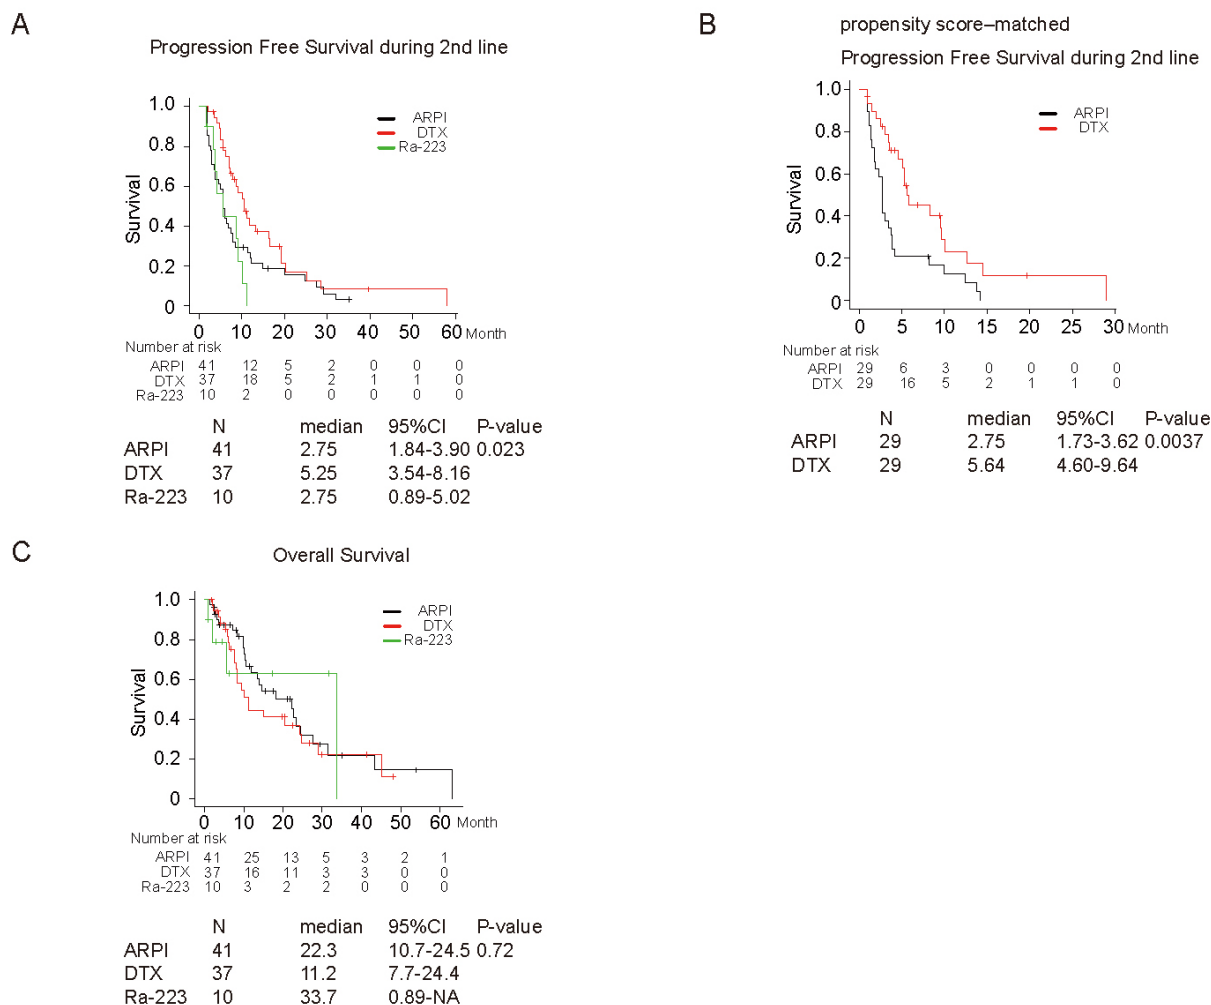 A
Progression Free Survival during 2nd line
1.0
0.8
0.6
0.4
0.2
0
Survival
ARPI
DTX
Ra-223
0 10 20 30 40 50 60 Month
Number at risk
ARPI 41 12 5 2 0 0 0
DTX 37 18 5 2 1 1 0
Ra-223 10 2 0 0 0 0 0
N median 95%CI P-value
ARPI 41 2.75 1.84-3.90 0.023
DTX 37 5.25 3.54-8.16
Ra-223 10 2.75 0.89-5.02
B
propensity score–matched
Progression Free Survival during 2nd line
1.0
0.8
0.6
0.4
0.2
0
Survival
ARPI
DTX
0 5 10 15 20 25 30 Month
Number at risk
ARPI 29 6 3 0 0 0 0
DTX 29 16 5 2 1 1 0
N median 95%CI P-value
ARPI 29 2.75 1.73-3.62 0.0037
DTX 29 5.64 4.60-9.64
C
Overall Survival
1.0
0.8
0.6
0.4
0.2
0
Survival
ARPI
DTX
Ra-223
0 10 20 30 40 50 60 Month
Number at risk
ARPI 41 25 13 5 3 2 1
DTX 37 16 11 3 3 0 0
Ra-223 10 3 2 2 0 0 0
N median 95%CI P-value
ARPI 41 22.3 10.7-24.5 0.72
DTX 37 11.2 7.7-24.4
Ra-223 10 33.7 0.89-NA